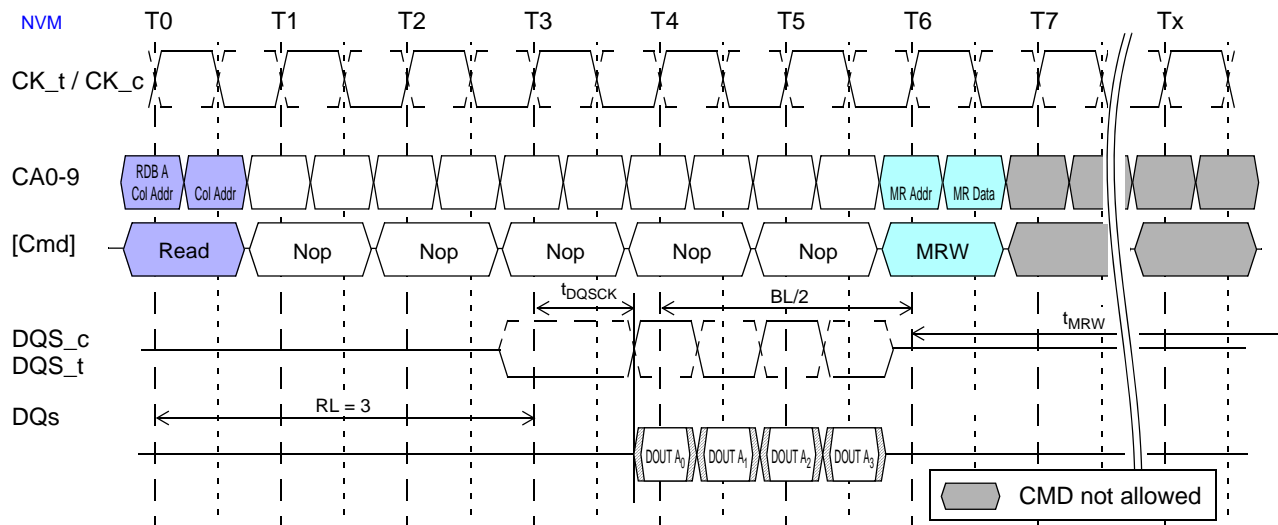 NVM T0 T1 T2 T3 T4 T5 T6 T7 Tx
CK_t / CK_c
CA0-9
RDB A
Col Addr
Col Addr
MR Addr
MR Data
[Cmd]
Read Nop Nop Nop Nop Nop MRW
tDQSCK
BL/2
tMRW
DQS_c
DQS_t
RL = 3
DQs
DOUT A0 DOUT A1 DOUT A2 DOUT A3
CMD not allowed